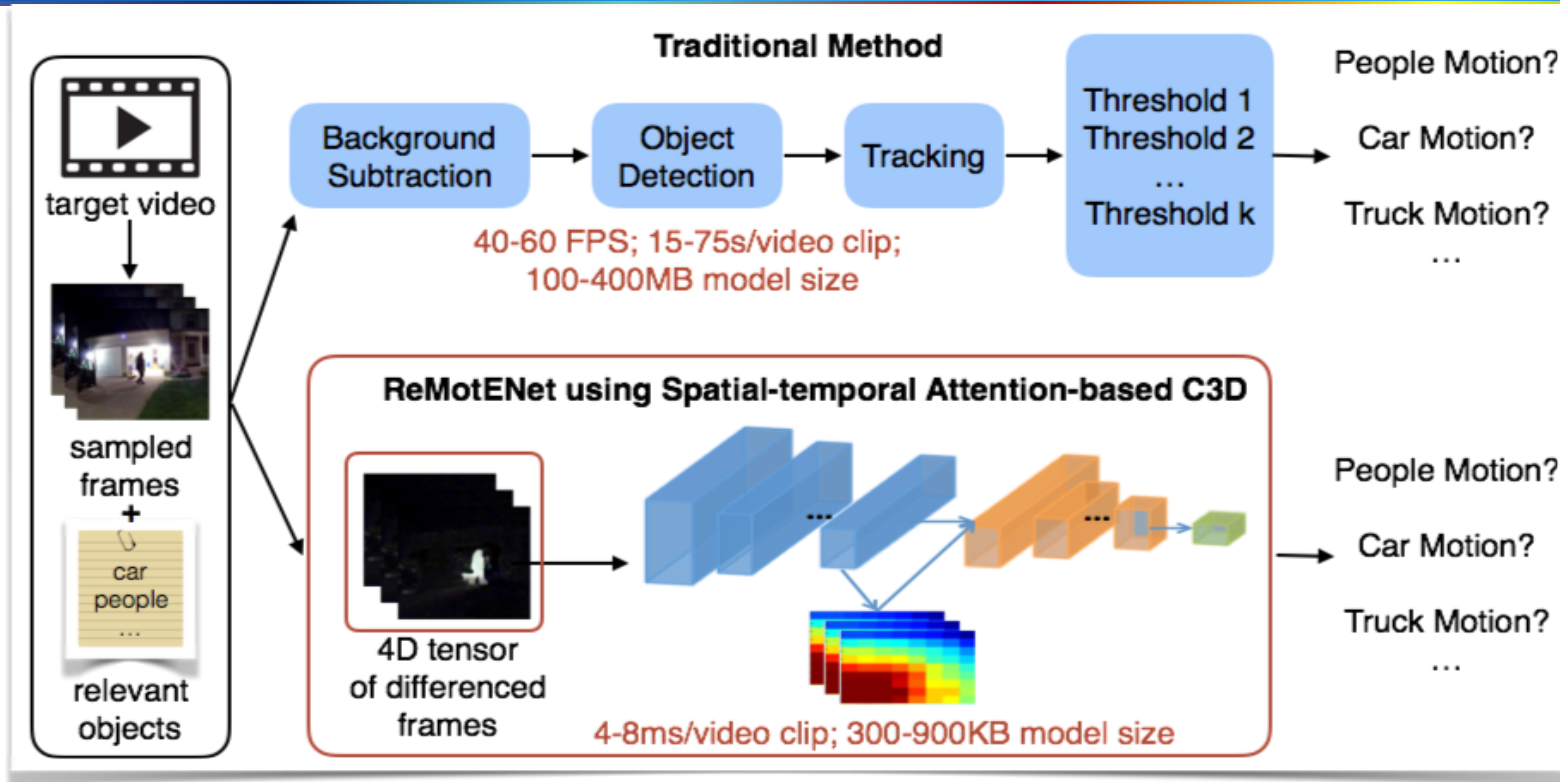 Traditional Method
target video
sampled
frames
+
car
people
...
relevant
objects
Background
Subtraction
Object
Detection
Tracking
Threshold 1
Threshold 2
...
Threshold k
People Motion?
Car Motion?
Truck Motion?
...
40-60 FPS; 15-75s/video clip;
100-400MB model size
ReMotENet using Spatial-temporal Attention-based C3D
4D tensor
of differenced
frames
...
...
4-8ms/video clip; 300-900KB model size
People Motion?
Car Motion?
Truck Motion?
...